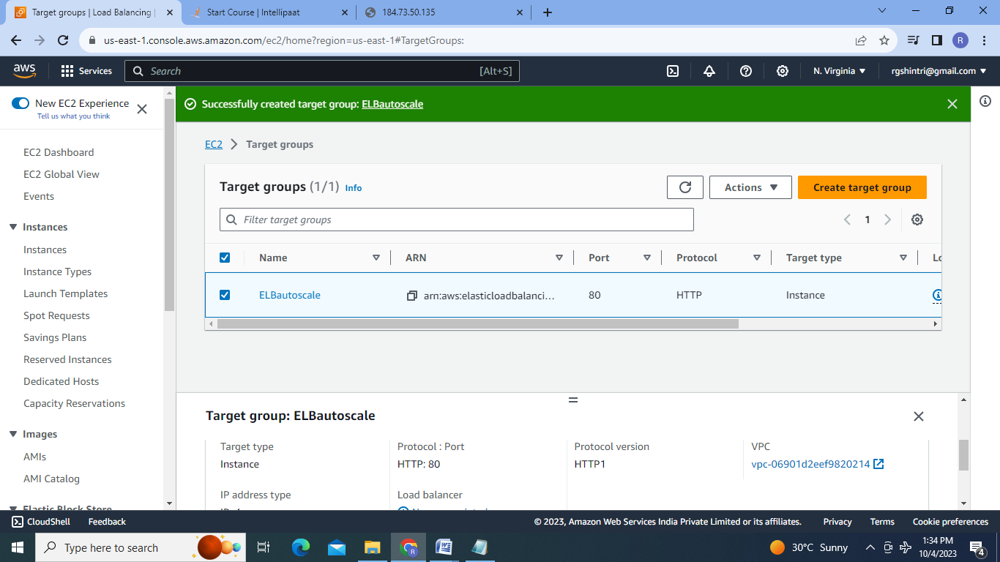 Target groups | Load Balancing |
Start Course | Intellipaat
184.73.50.135
us-east-1.console.aws.amazon.com/ec2/home?region=us-east-1#TargetGroups:
R
aws
Services
Search
[Alt+S]
N. Virginia
rgshintri@gmail.com
New EC2 Experience
Tell us what you think
EC2 Dashboard
EC2 Global View
Events
Instances
Instances
Instance Types
Launch Templates
Spot Requests
Savings Plans
Reserved Instances
Dedicated Hosts
Capacity Reservations
Images
AMIs
AMI Catalog
Elastic Block Store
Successfully created target group: ELBautoscale
EC2 > Target groups
Target groups (1/1) Info
Actions
Create target group
Filter target groups
1
Name ARN Port Protocol Target type Lo
ELBautoscale arn:aws:elasticloadbalanci... 80 HTTP Instance
Target group: ELBautoscale
Target type Protocol : Port Protocol version VPC
Instance HTTP: 80 HTTP1 vpc-06901d2eef9820214
IP address type Load balancer
CloudShell Feedback © 2023, Amazon Web Services India Private Limited or its affiliates. Privacy Terms Cookie preferences
Type here to search
30°C Sunny
1:34 PM
10/4/2023
4